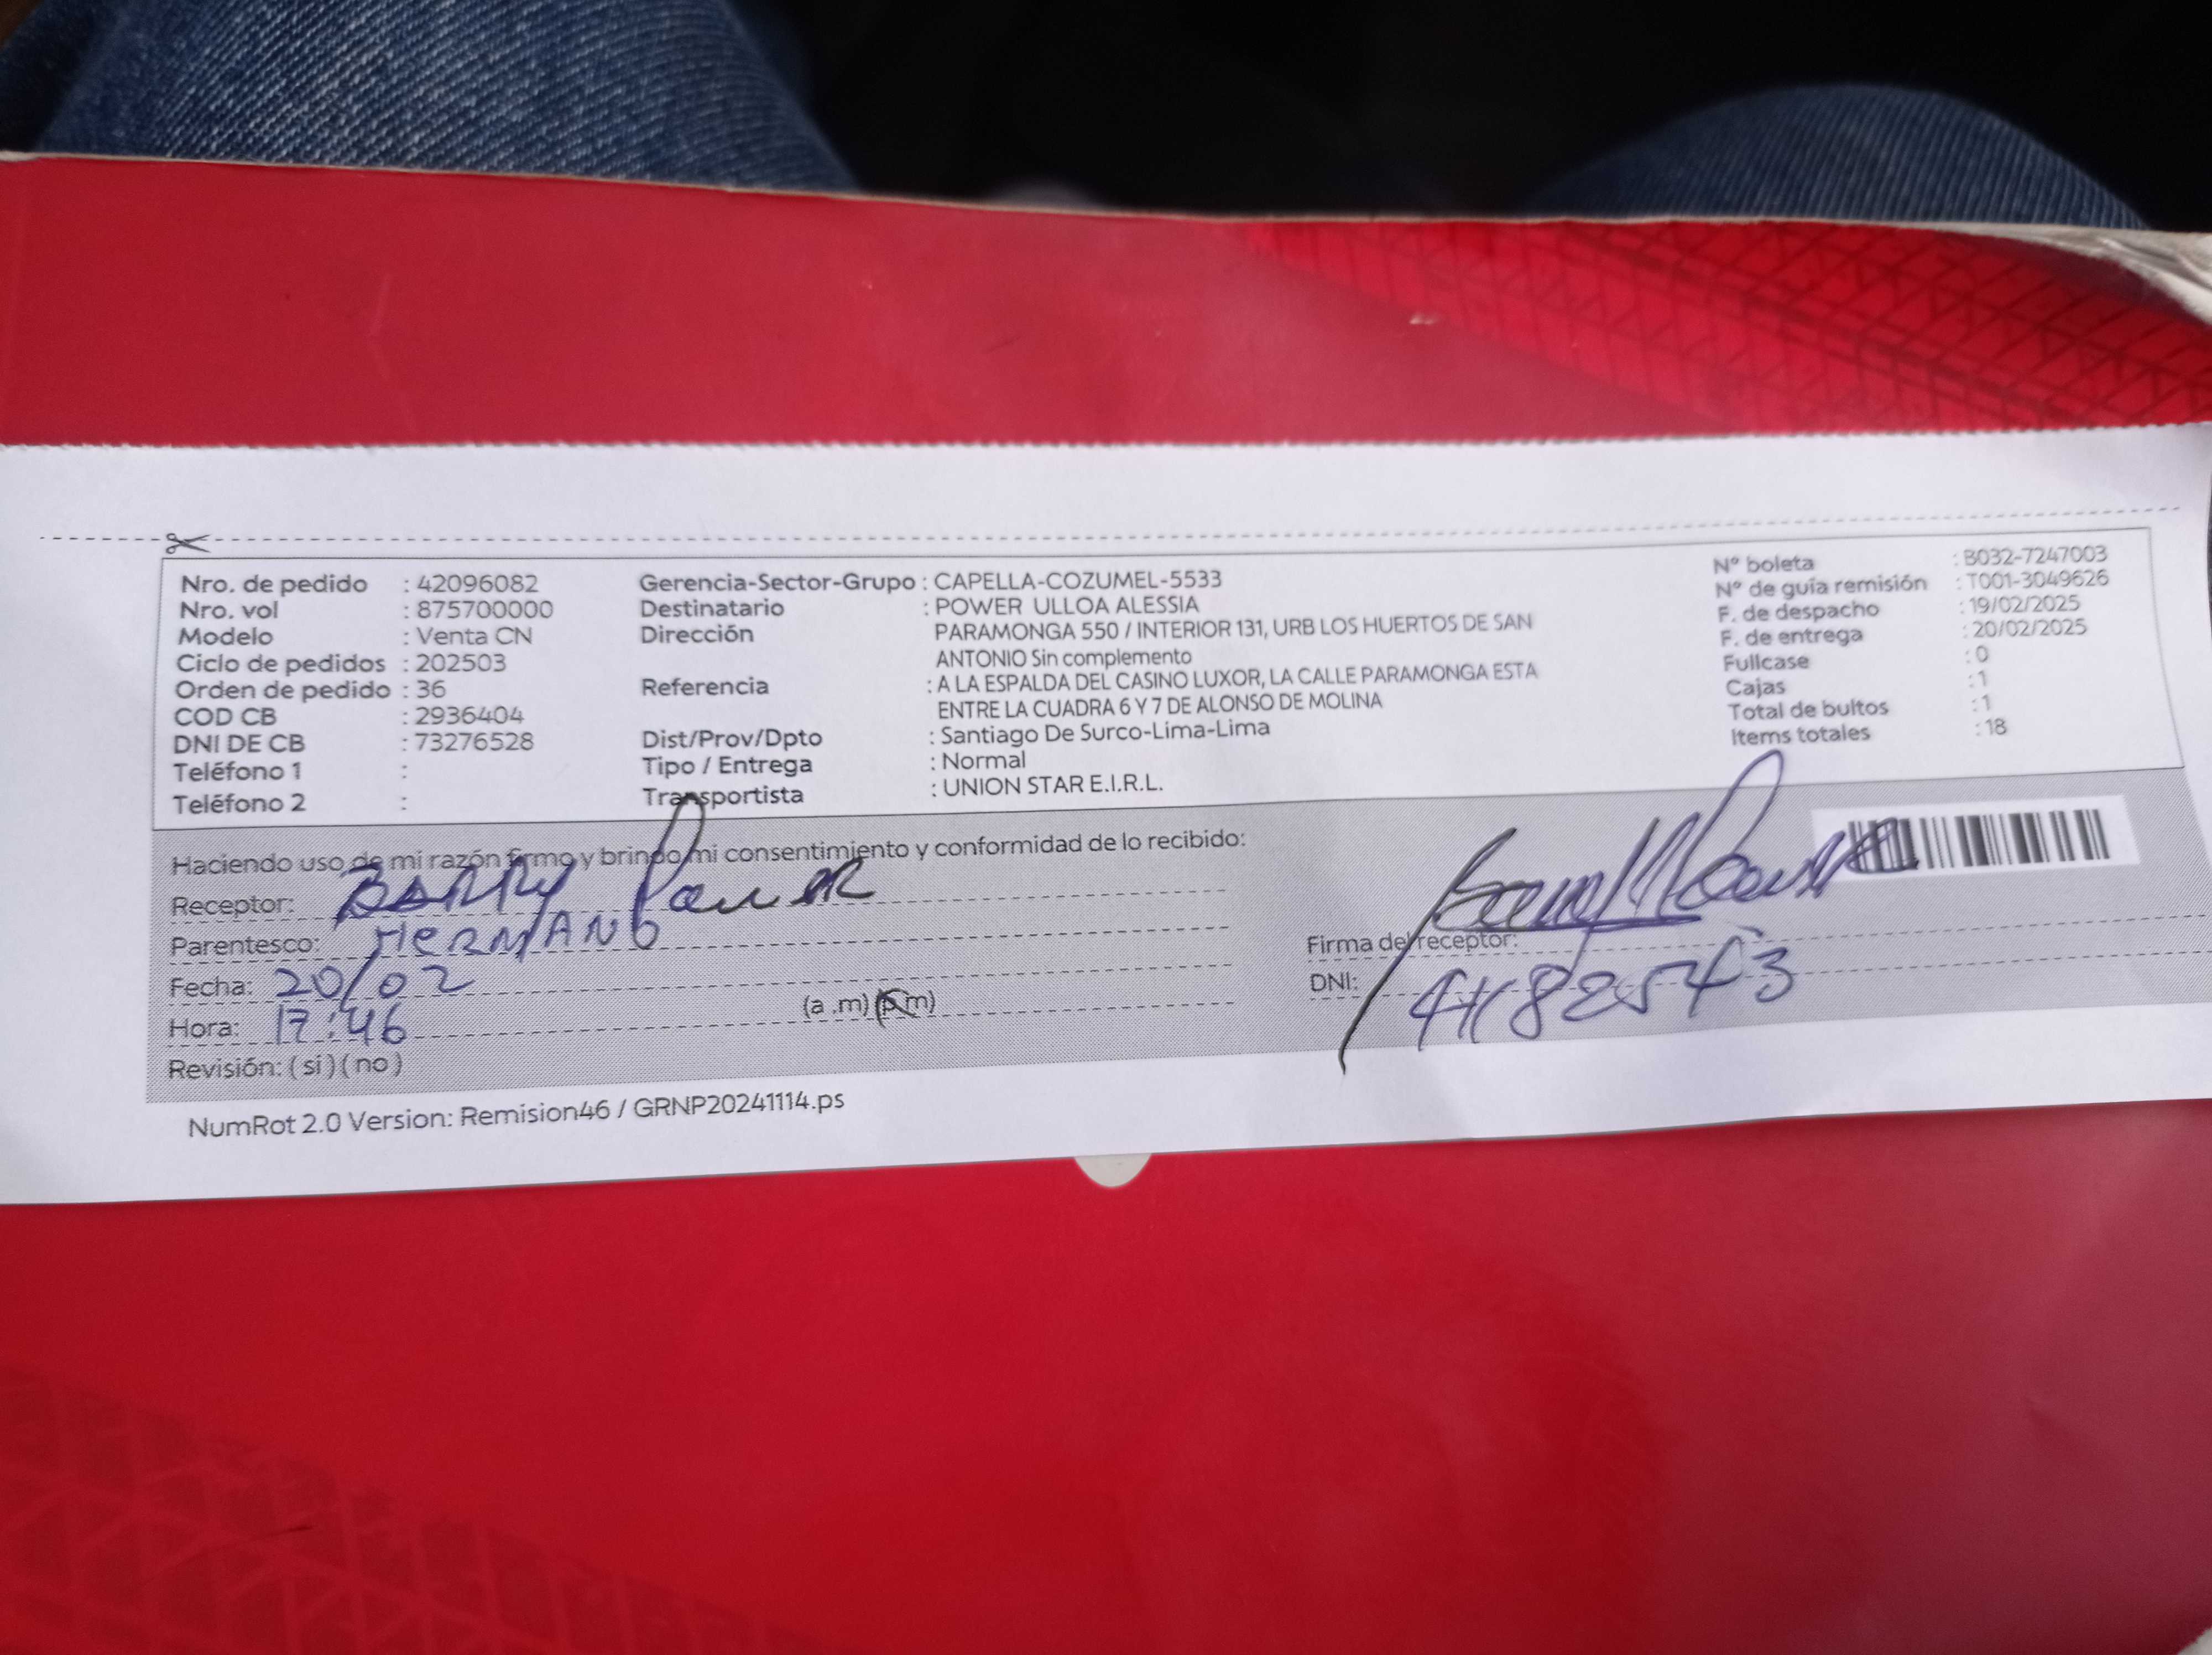 Nro. de pedido : 42096082
Nro. vol : 875700000
Modelo : Venta CN
Ciclo de pedidos : 202503
Orden de pedido : 36
COD CB : 2936404
DNI DE CB : 73276528
Teléfono 1 :
Teléfono 2 :
Gerencia-Sector-Grupo : CAPELLA-COZUMEL-5533
Destinatario : POWER ULLOA ALESSIA
Dirección PARAMONGA 550 / INTERIOR 131, URB LOS HUERTOS DE SAN
ANTONIO Sin complemento
Referencia : A LA ESPALDA DEL CASINO LUXOR, LA CALLE PARAMONGA ESTA
ENTRE LA CUADRA 6 Y 7 DE ALONSO DE MOLINA
Dist/Prov/Dpto : Santiago De Surco-Lima-Lima
Tipo / Entrega : Normal
Transportista : UNION STAR E.I.R.L.
Nº boleta : B032-7247003
Nº de guía remisión : T001-3049626
F. de despacho : 19/02/2025
F. de entrega : 20/02/2025
Fullcase : 0
Cajas : 1
Total de bultos : 1
Items totales : 18
Haciendo uso de mi razón firmo y brindo mi consentimiento y conformidad de lo recibido:
Receptor: BARRY Power
Parentesco: HERMANO
Fecha: 20/02
Hora: 17:46 (a .m) (p.m)
Revisión: ( si ) ( no )
Firma del receptor:
DNI: 41882543
NumRot 2.0 Version: Remision46 / GRNP20241114.ps